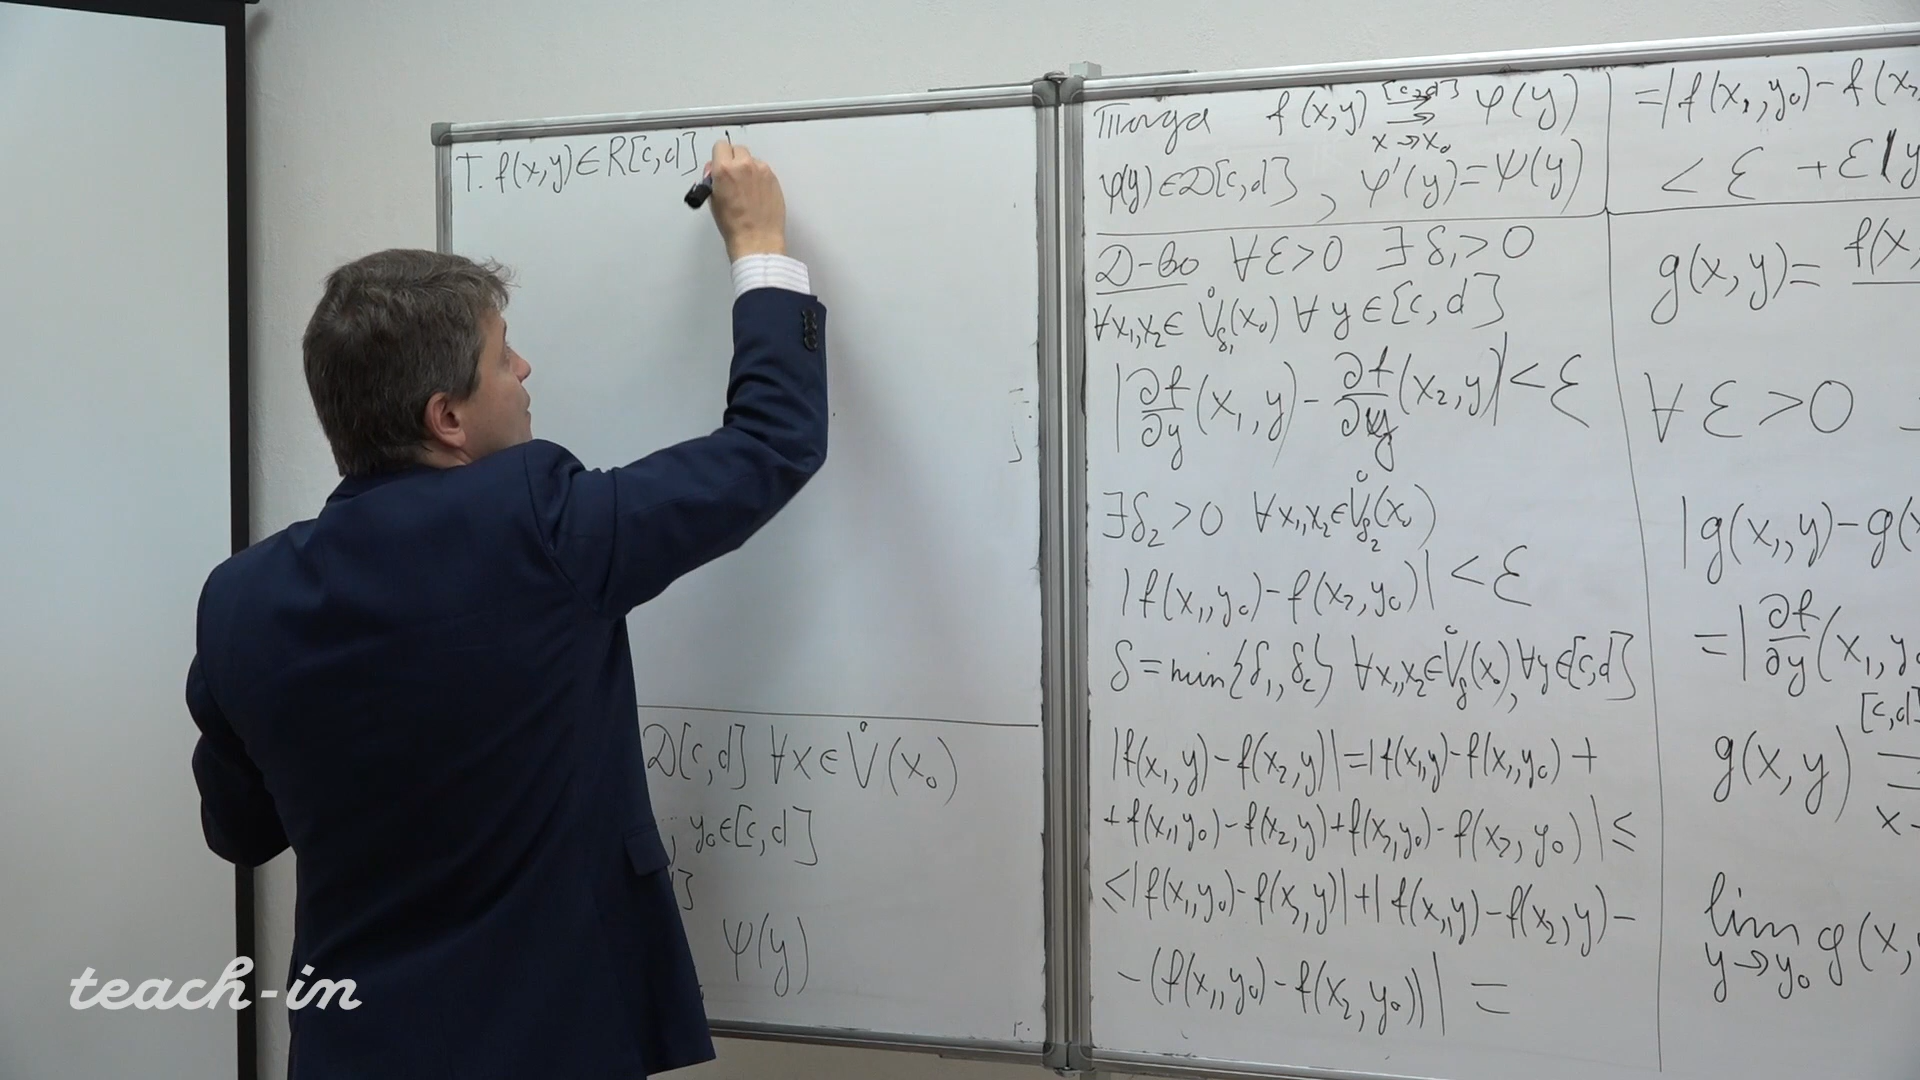 T. f(x,y)∈R[c,d]
D[c,d] ∀x∈V̊(x₀)
, y₀∈[c,d]
ψ(y)
Тогда f(x,y) ⇉ φ(y)
[c,d]
x→x₀
φ(y)∈D[c,d], φ'(y)=ψ(y)
Д-во ∀ε>0 ∃δ₁>0
∀x₁,x₂∈V̊_δ₁(x₀) ∀y∈[c,d]
|∂f/∂y(x₁,y)-∂f/∂y(x₂,y)|<ε
∃δ₂>0 ∀x₁,x₂∈V̊_δ₂(x₀)
|f(x₁,y₀)-f(x₂,y₀)|<ε
δ=min{δ₁,δ₂} ∀x₁,x₂∈V̊_δ(x₀), ∀y∈[c,d]
|f(x₁,y)-f(x₂,y)|=|f(x₁,y)-f(x₁,y₀)+
+f(x₁,y₀)-f(x₂,y)+f(x₂,y₀)-f(x₂,y₀)|≤
≤|f(x₁,y₀)-f(x₂,y)|+|f(x₁,y)-f(x₂,y)-
-(f(x₁,y₀)-f(x₂,y₀))|=
=|f(x₁,y₀)-f(x₂
<ε+ε|y
g(x,y)=f(x,
∀ε>0
|g(x₁,y)-g(x
=|∂f/∂y(x₁,y
[c,d]
g(x,y) ⇉
x→
lim g(x,
y→y₀
teach-in